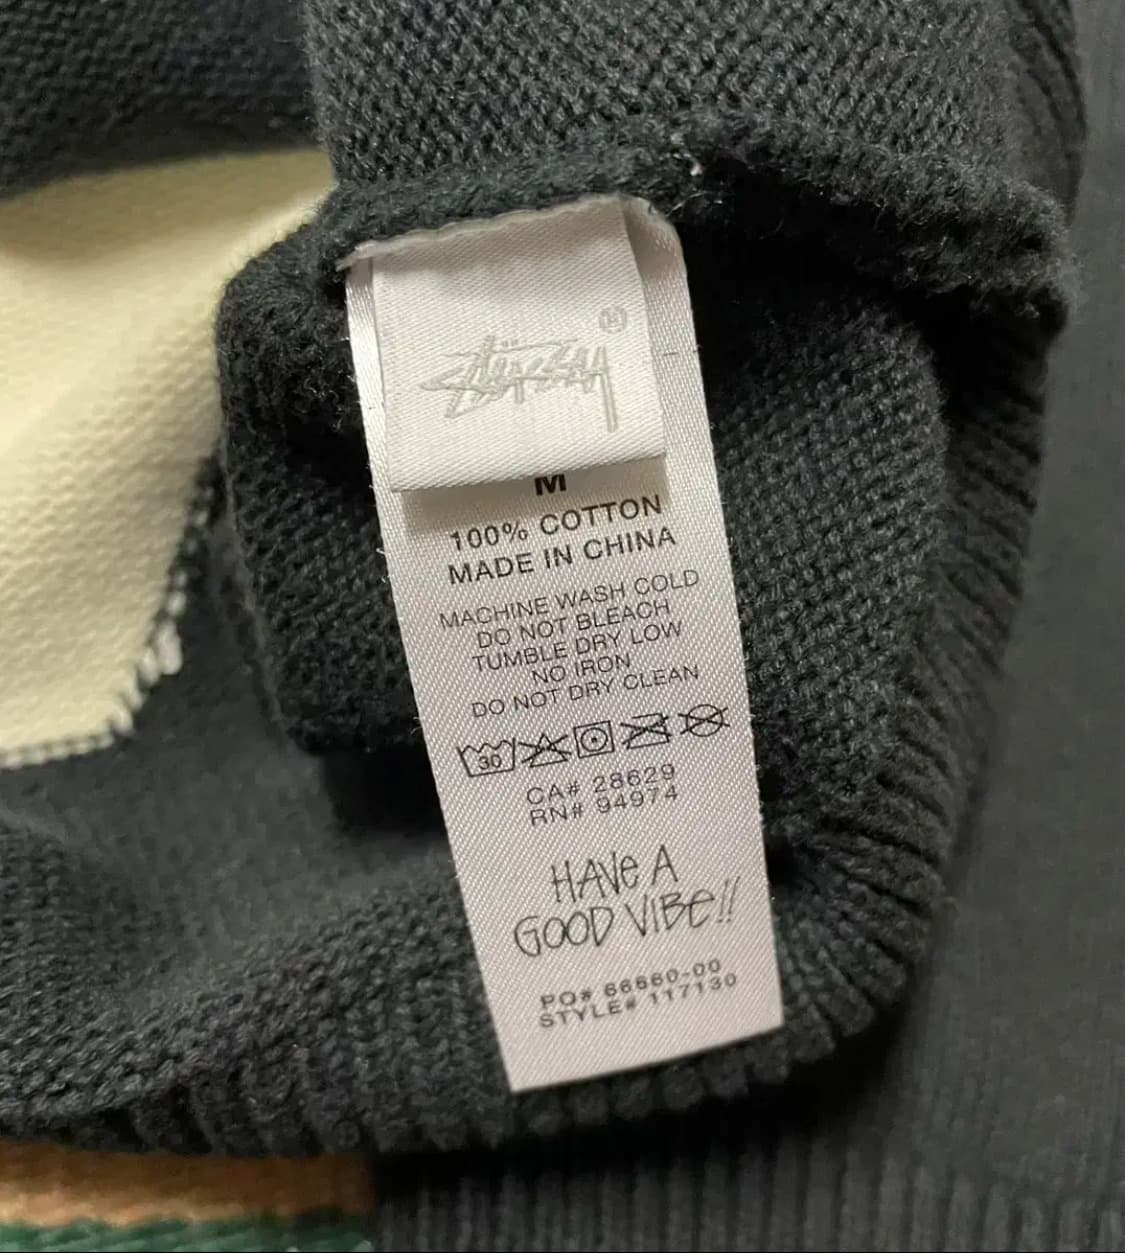 STÜSSY ®
M
100% COTTON
MADE IN CHINA
MACHINE WASH COLD
DO NOT BLEACH
TUMBLE DRY LOW
NO IRON
DO NOT DRY CLEAN
30
CA# 28629
RN# 94974
HAVE A
GOOD VIBE!!
PO# 66660-00
STYLE# 117130